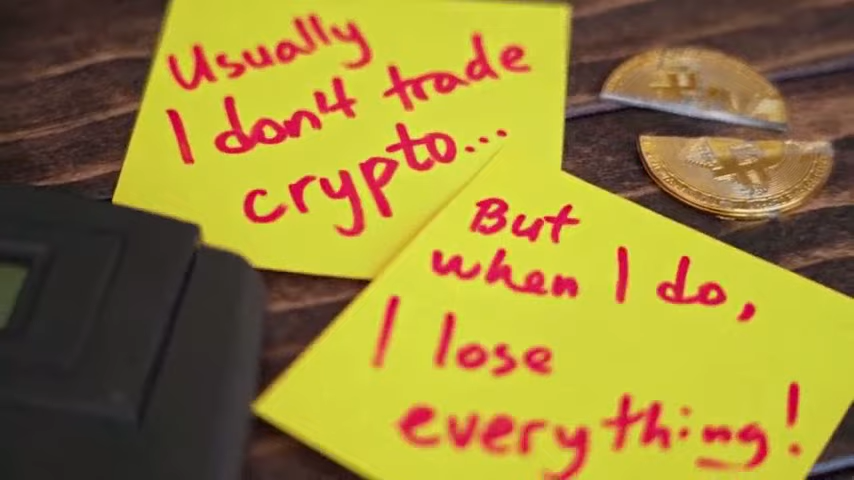 Usually
I don't trade
crypto...
But
when I do,
I lose
everything!